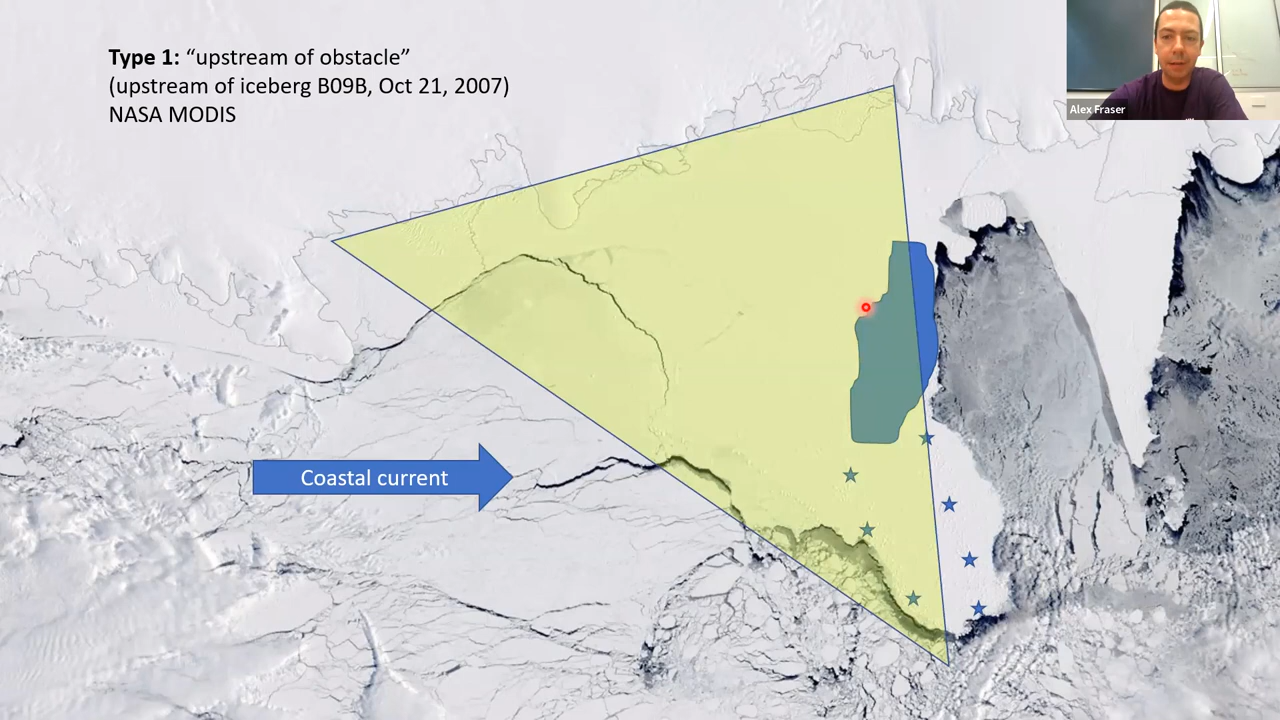 Type 1: “upstream of obstacle”
(upstream of iceberg B09B, Oct 21, 2007)
NASA MODIS
Alex Fraser
Coastal current